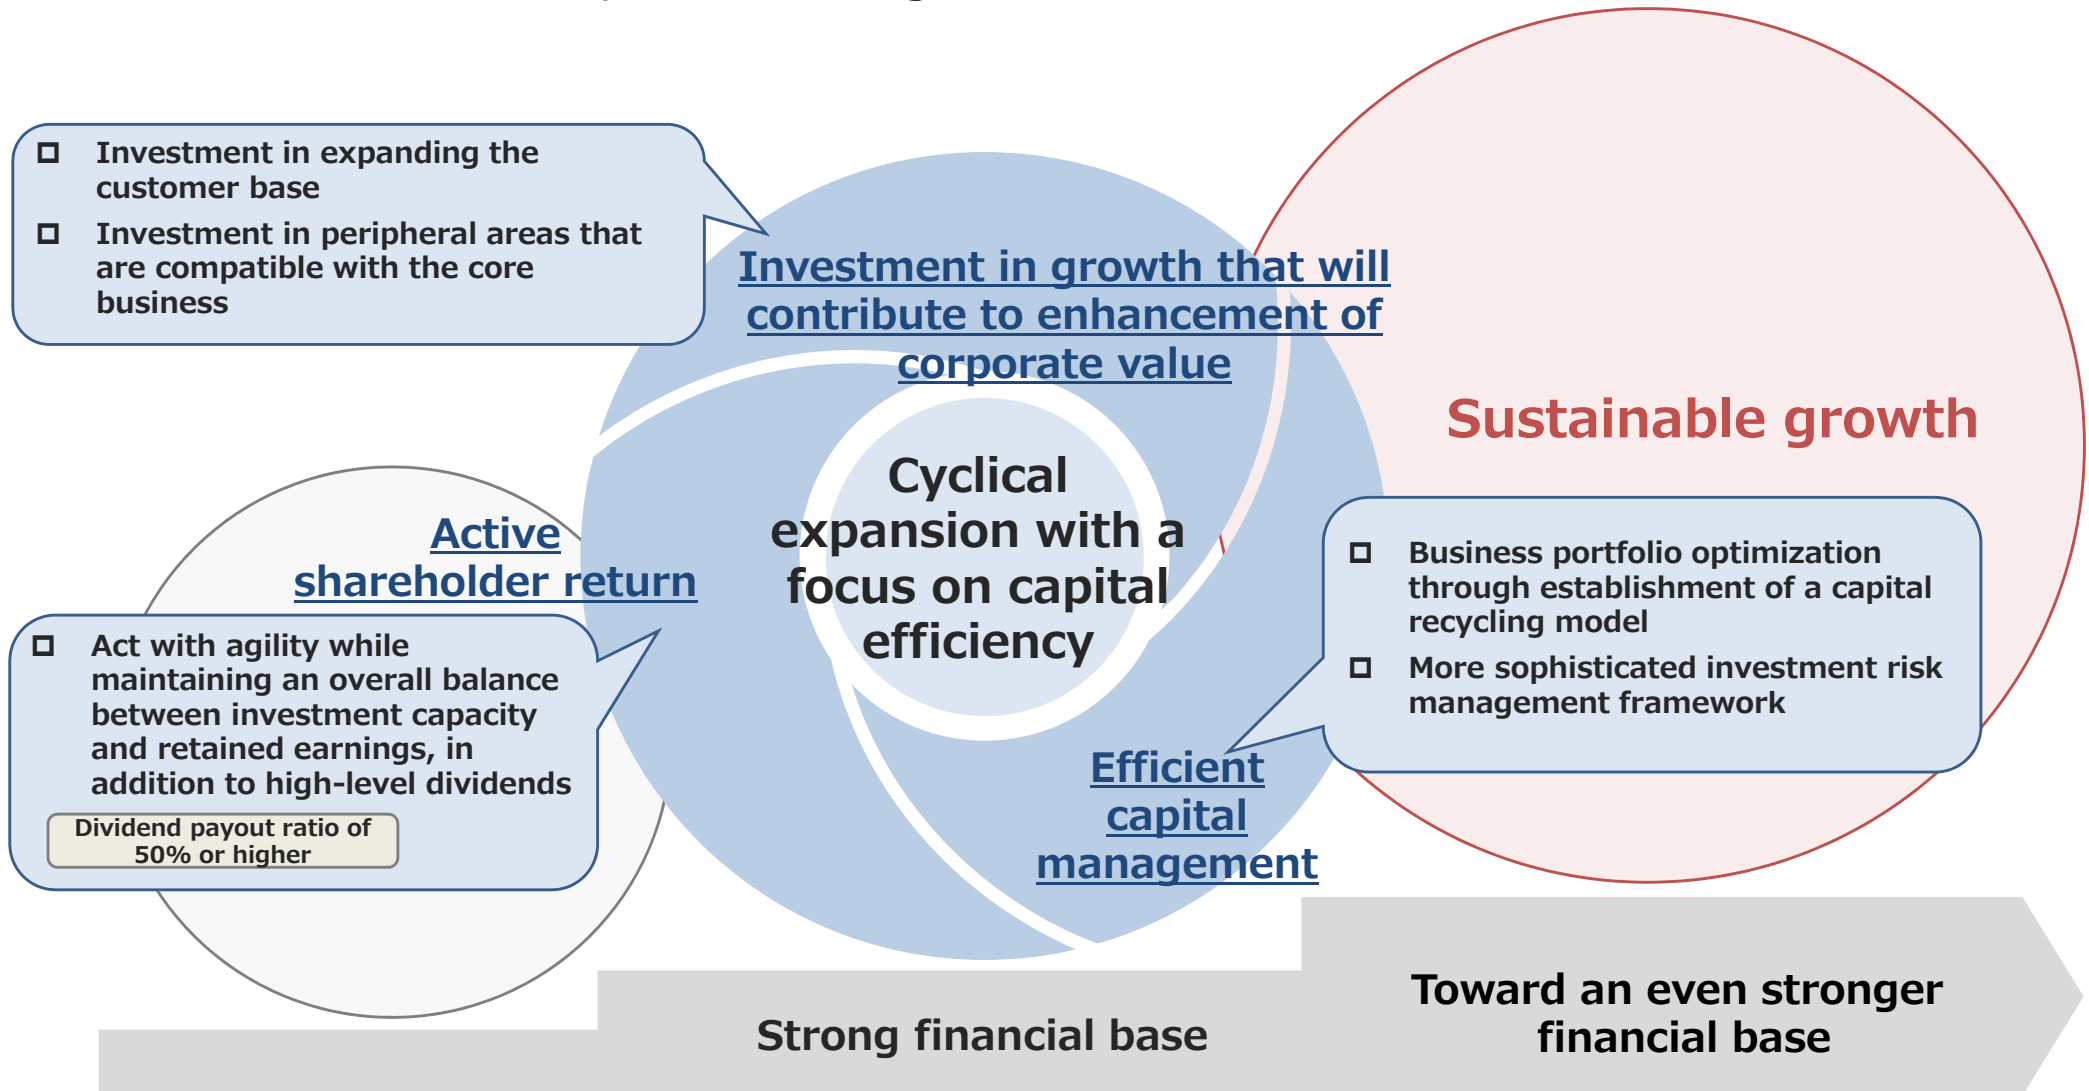 Investment in expanding the
customer base
Investment in peripheral areas that
are compatible with the core
business
Investment in growth that will
contribute to enhancement of
corporate value
Sustainable growth
Cyclical
expansion with a
focus on capital
efficiency
Active
shareholder return
Act with agility while
maintaining an overall balance
between investment capacity
and retained earnings, in
addition to high-level dividends
Dividend payout ratio of
50% or higher
Business portfolio optimization
through establishment of a capital
recycling model
More sophisticated investment risk
management framework
Efficient
capital
management
Strong financial base
Toward an even stronger
financial base